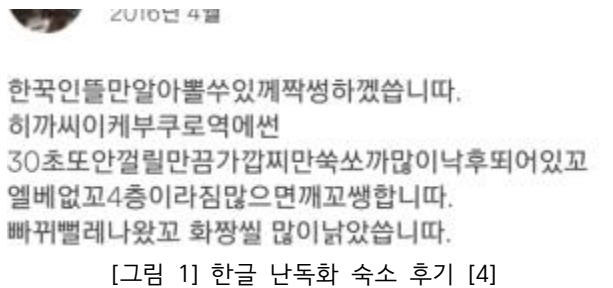 2016년 4월
한꾹인뜰만알아뽈쑤있께짝썽하겠씁니따.
히까씨이케부쿠로역에썬
30초또안껄릴만끔가깝찌만쑥쏘까많이낙후띄어있꼬
엘베없꼬4층이라짐많으면깨꼬쌩합니다.
빠뀌뻘레나왔꼬 화짱씰 많이낡았씁니따.
[그림 1] 한글 난독화 숙소 후기 [4]